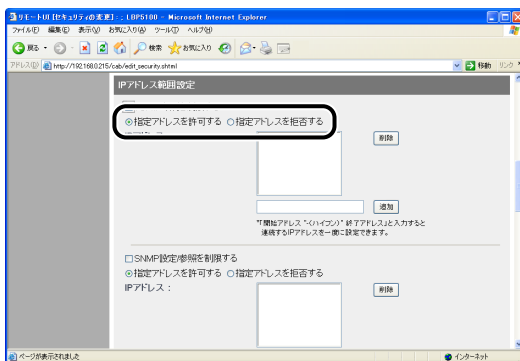 リモートUI [セキュリティの変更] : : LBP5100 - Microsoft Internet Explorer
ファイル(F) 編集(E) 表示(V) お気に入り(A) ツール(T) ヘルプ(H)
戻る 検索 お気に入り
アドレス(D) http://192.168.0.215/cab/edit_security.shtml 移動 リンク
IPアドレス範囲設定
指定アドレスを許可する 指定アドレスを拒否する
削除
追加
*「開始アドレス "-(ハイフン)" 終了アドレス」と入力すると
連続するIPアドレスを一度に設定できます。
SNMP設定/参照を制限する
指定アドレスを許可する 指定アドレスを拒否する
IPアドレス :
削除
ページが表示されました インターネット